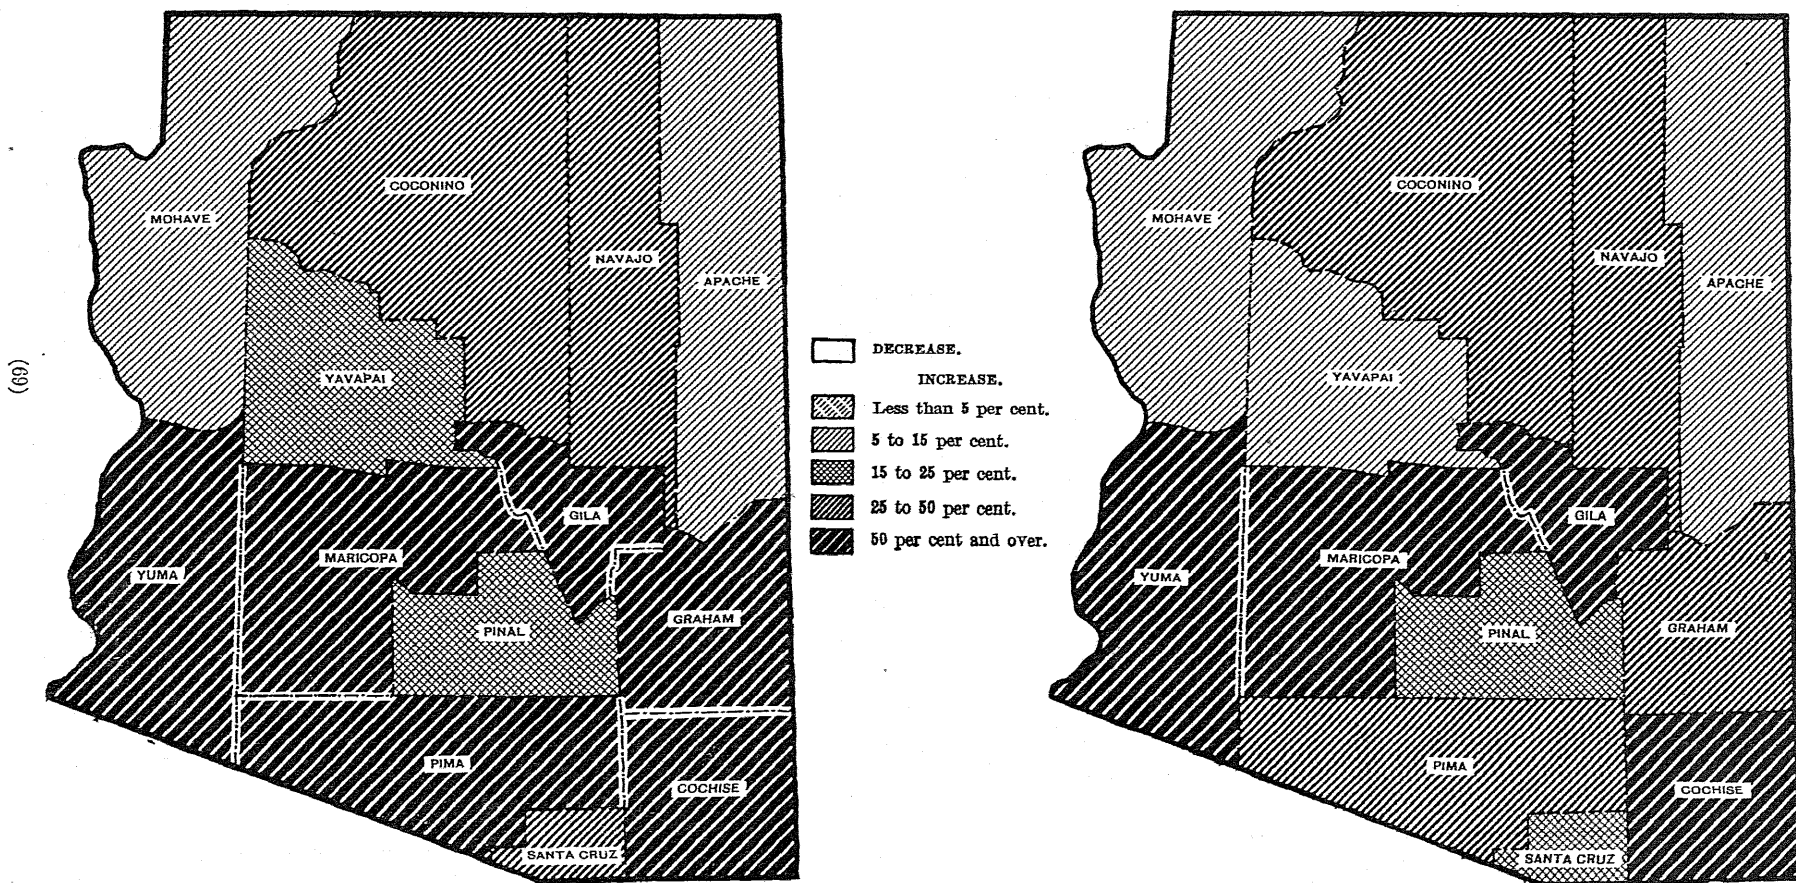 (69)
MOHAVE
COCONINO
NAVAJO
APACHE
YAVAPAI
GILA
MARICOPA
YUMA
PINAL
GRAHAM
PIMA
COCHISE
SANTA CRUZ
DECREASE.
INCREASE.
Less than 5 per cent.
5 to 15 per cent.
15 to 25 per cent.
25 to 50 per cent.
50 per cent and over.
MOHAVE
COCONINO
NAVAJO
APACHE
YAVAPAI
GILA
MARICOPA
YUMA
PINAL
GRAHAM
PIMA
COCHISE
SANTA CRUZ